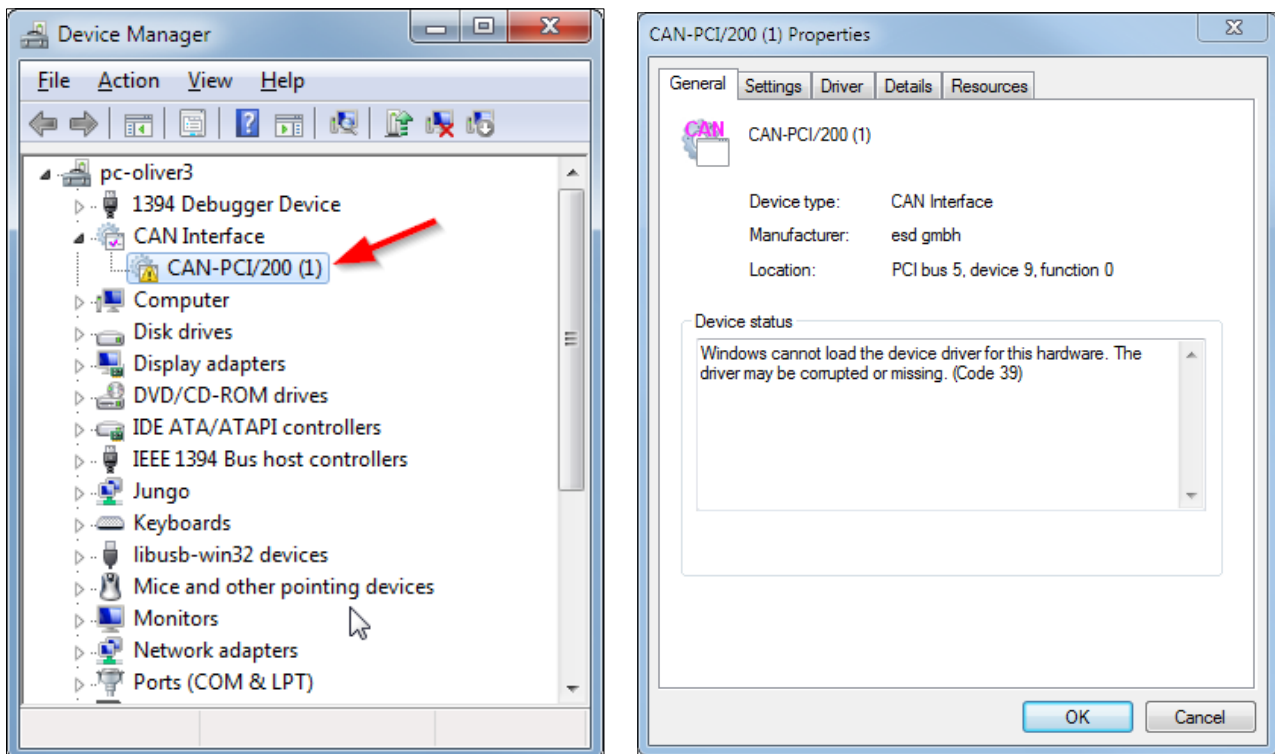 Device Manager
File Action View Help
pc-oliver3
1394 Debugger Device
CAN Interface
CAN-PCI/200 (1)
Computer
Disk drives
Display adapters
DVD/CD-ROM drives
IDE ATA/ATAPI controllers
IEEE 1394 Bus host controllers
Jungo
Keyboards
libusb-win32 devices
Mice and other pointing devices
Monitors
Network adapters
Ports (COM & LPT)
CAN-PCI/200 (1) Properties
General Settings Driver Details Resources
CAN
CAN-PCI/200 (1)
Device type: CAN Interface
Manufacturer: esd gmbh
Location: PCI bus 5, device 9, function 0
Device status
Windows cannot load the device driver for this hardware. The
driver may be corrupted or missing. (Code 39)
OK Cancel